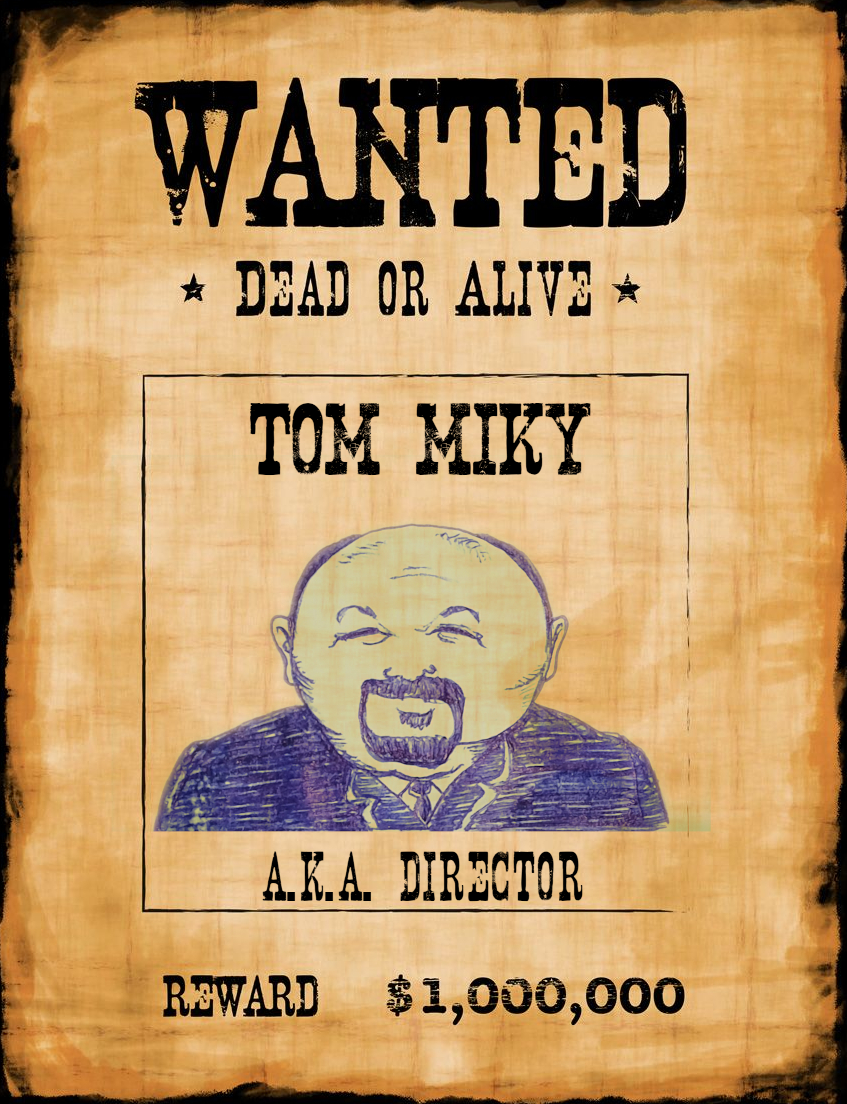 WANTED
DEAD OR ALIVE
TOM MIKY
A.K.A. DIRECTOR
REWARD $1,000,000